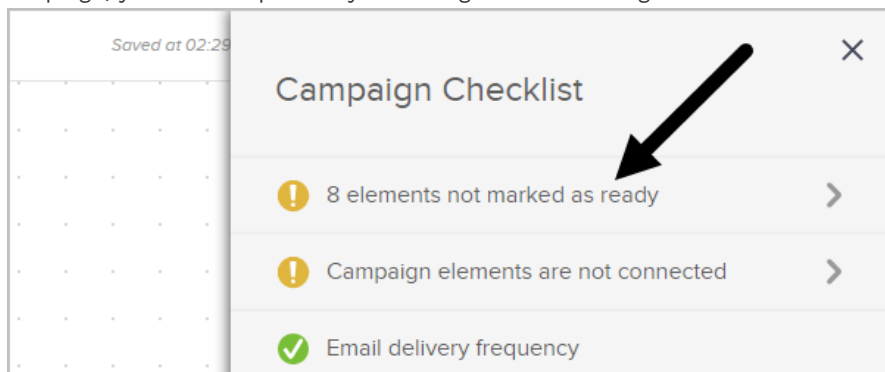 Saved at 02:29
Campaign Checklist
8 elements not marked as ready
Campaign elements are not connected
Email delivery frequency